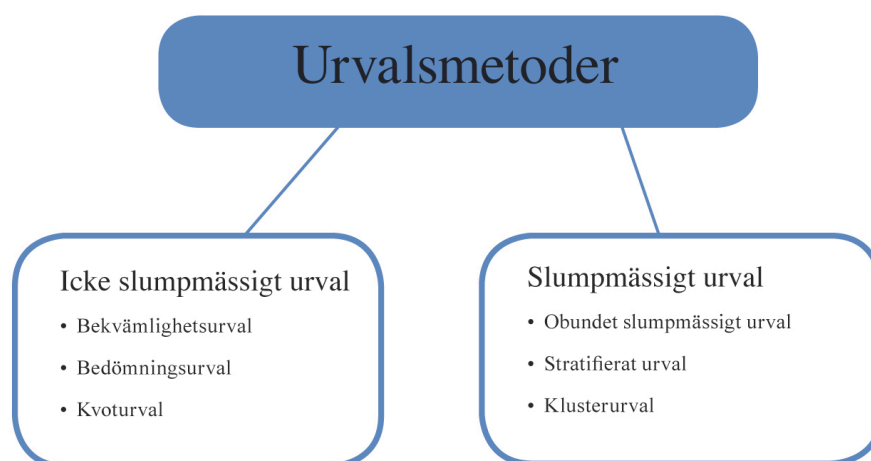 Urvalsmetoder
Icke slumpmässigt urval
• Bekvämlighetsurval
• Bedömningsurval
• Kvoturval
Slumpmässigt urval
• Obundet slumpmässigt urval
• Stratifierat urval
• Klusterurval